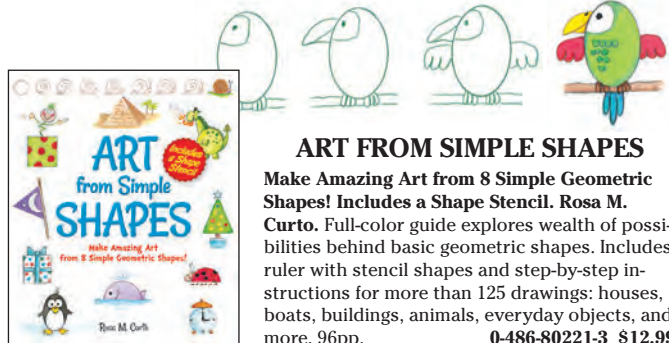 ART
from Simple
SHAPES
Includes
a Shape
Stencil
Make Amazing Art
from 8 Simple Geometric Shapes!
Rosa M. Curto
ART FROM SIMPLE SHAPES
Make Amazing Art from 8 Simple Geometric
Shapes! Includes a Shape Stencil. Rosa M.
Curto. Full-color guide explores wealth of possi-
bilities behind basic geometric shapes. Includes
ruler with stencil shapes and step-by-step in-
structions for more than 125 drawings: houses,
boats, buildings, animals, everyday objects, and
more. 96pp. 0-486-80221-3 $12.99